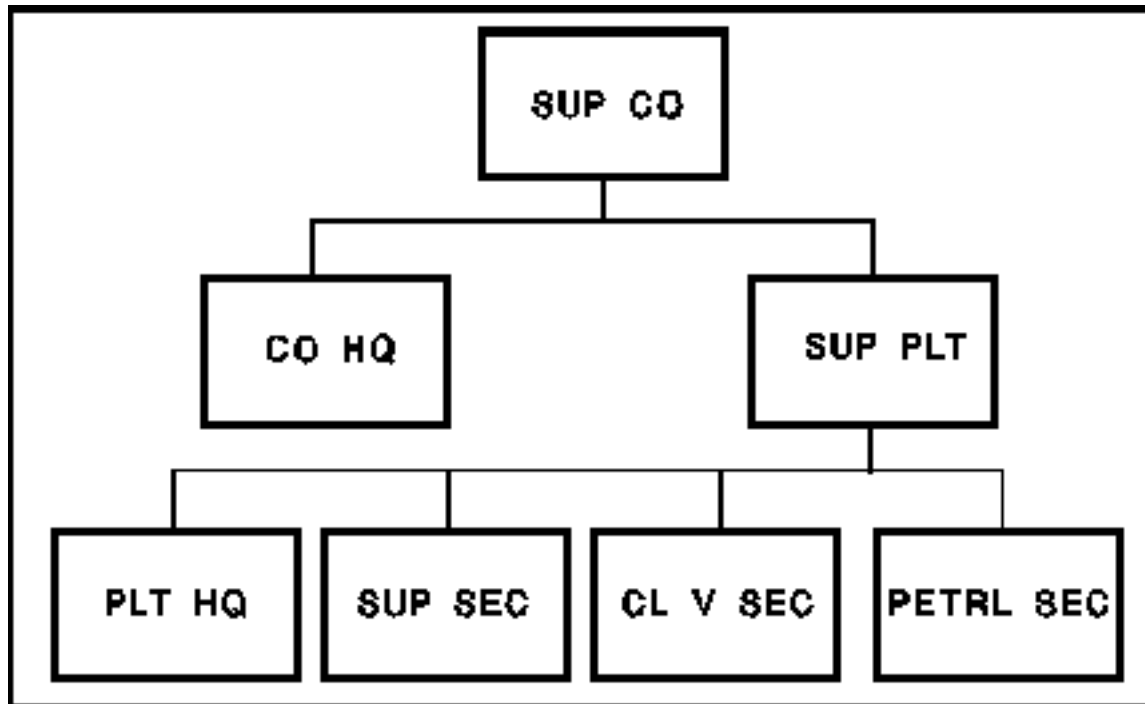 SUP CO
CO HQ
SUP PLT
PLT HQ
SUP SEC
CL V SEC
PETRL SEC